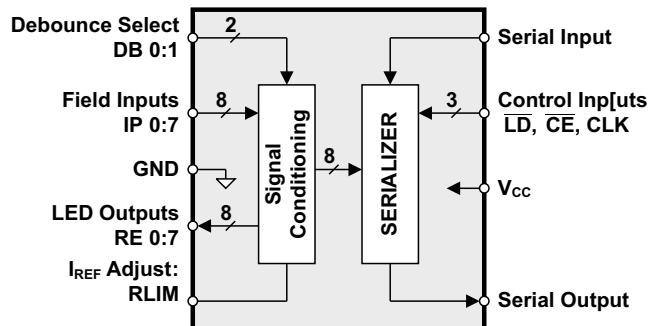 Debounce Select
DB 0:1
2
Serial Input
Field Inputs
IP 0:7
8
3
Control Inp[uts
LD, CE, CLK
Signal
Conditioning
8
SERIALIZER
GND
VCC
LED Outputs
RE 0:7
8
IREF Adjust:
RLIM
Serial Output